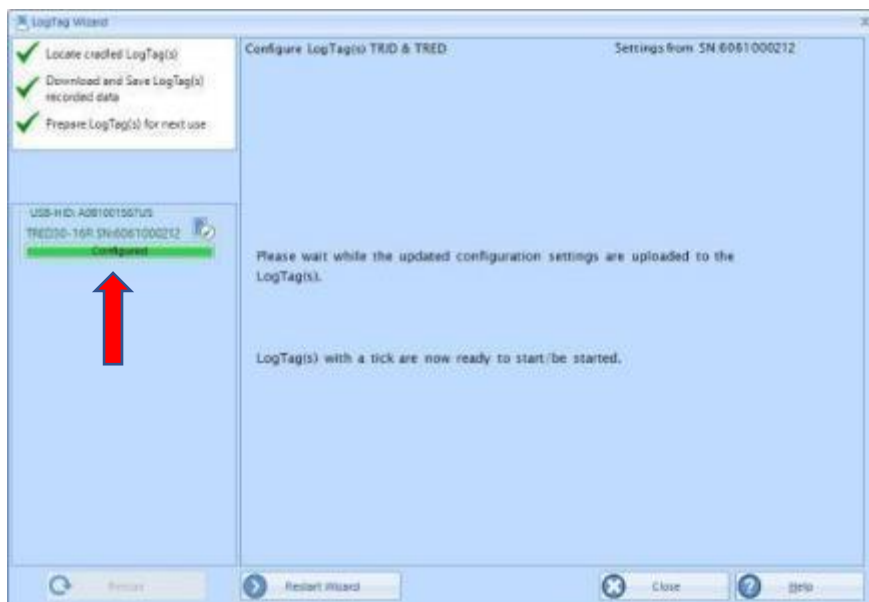 LogTag Wizard
Locate cradled LogTag(s)
Download and Save LogTag(s)
recorded data
Prepare LogTag(s) for next use
Configure LogTag(s) TRID & TRED
Settings from SN:6061000212
USB-HID: A081001567US
TRED30-16R SN:6061000212
Configured
Please wait while the updated configuration settings are uploaded to the
LogTag(s).
LogTag(s) with a tick are now ready to start/be started.
Restart Wizard
Close
Help